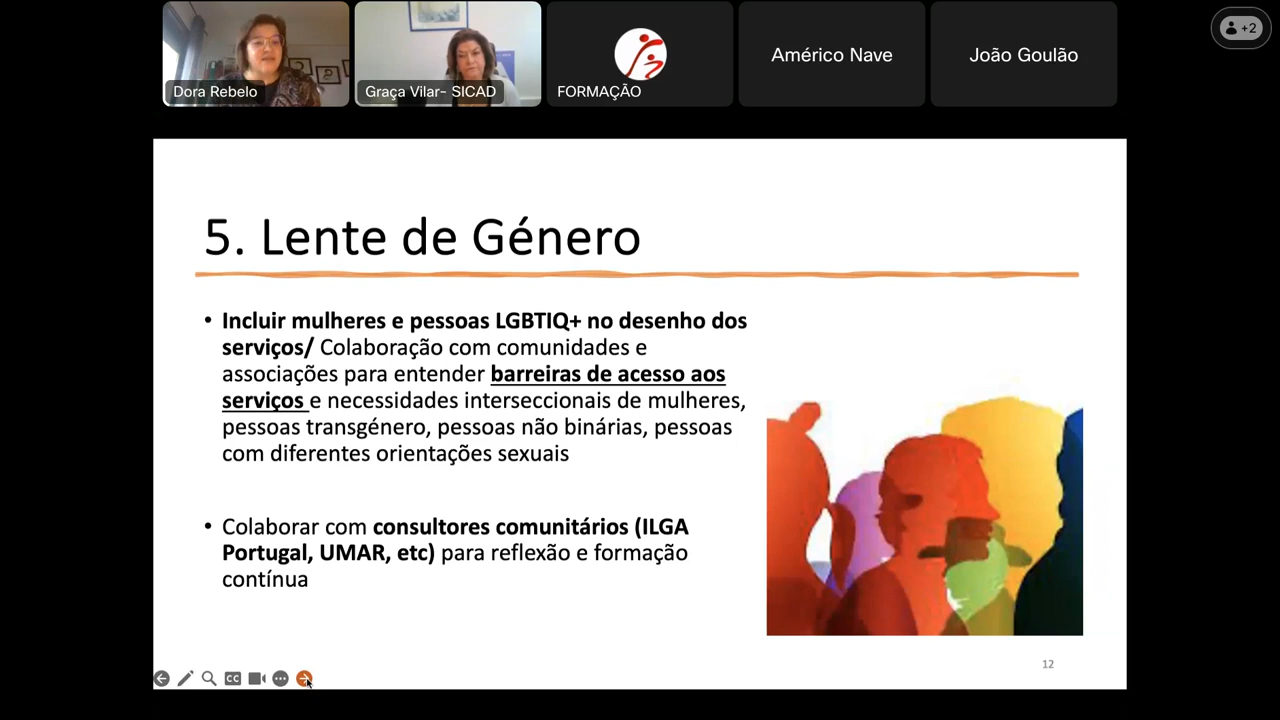 Dora Rebelo
Graça Vilar- SICAD
FORMAÇÃO
Américo Nave
João Goulão
+2
5. Lente de Género
• Incluir mulheres e pessoas LGBTIQ+ no desenho dos
serviços/ Colaboração com comunidades e
associações para entender barreiras de acesso aos
serviços e necessidades interseccionais de mulheres,
pessoas transgénero, pessoas não binárias, pessoas
com diferentes orientações sexuais
• Colaborar com consultores comunitários (ILGA
Portugal, UMAR, etc) para reflexão e formação
contínua
12
CC